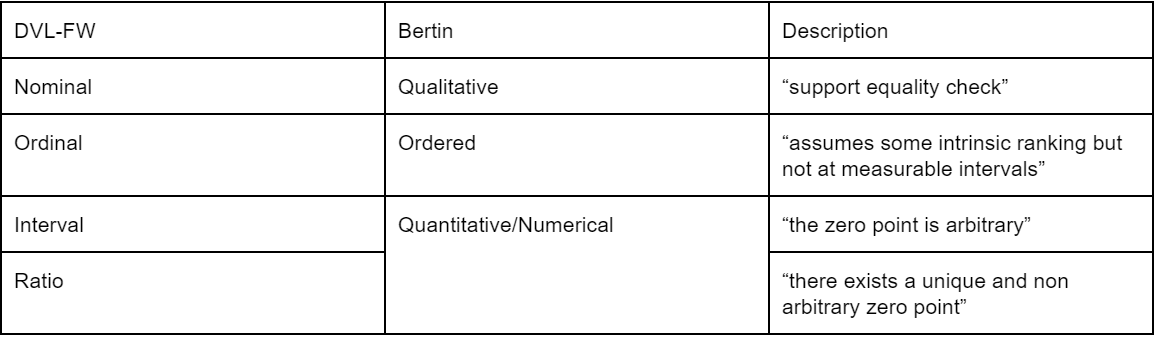 DVL-FW Bertin Description
Nominal Qualitative “support equality check”
Ordinal Ordered “assumes some intrinsic ranking but
not at measurable intervals”
Interval Quantitative/Numerical “the zero point is arbitrary”
Ratio “there exists a unique and non
arbitrary zero point”